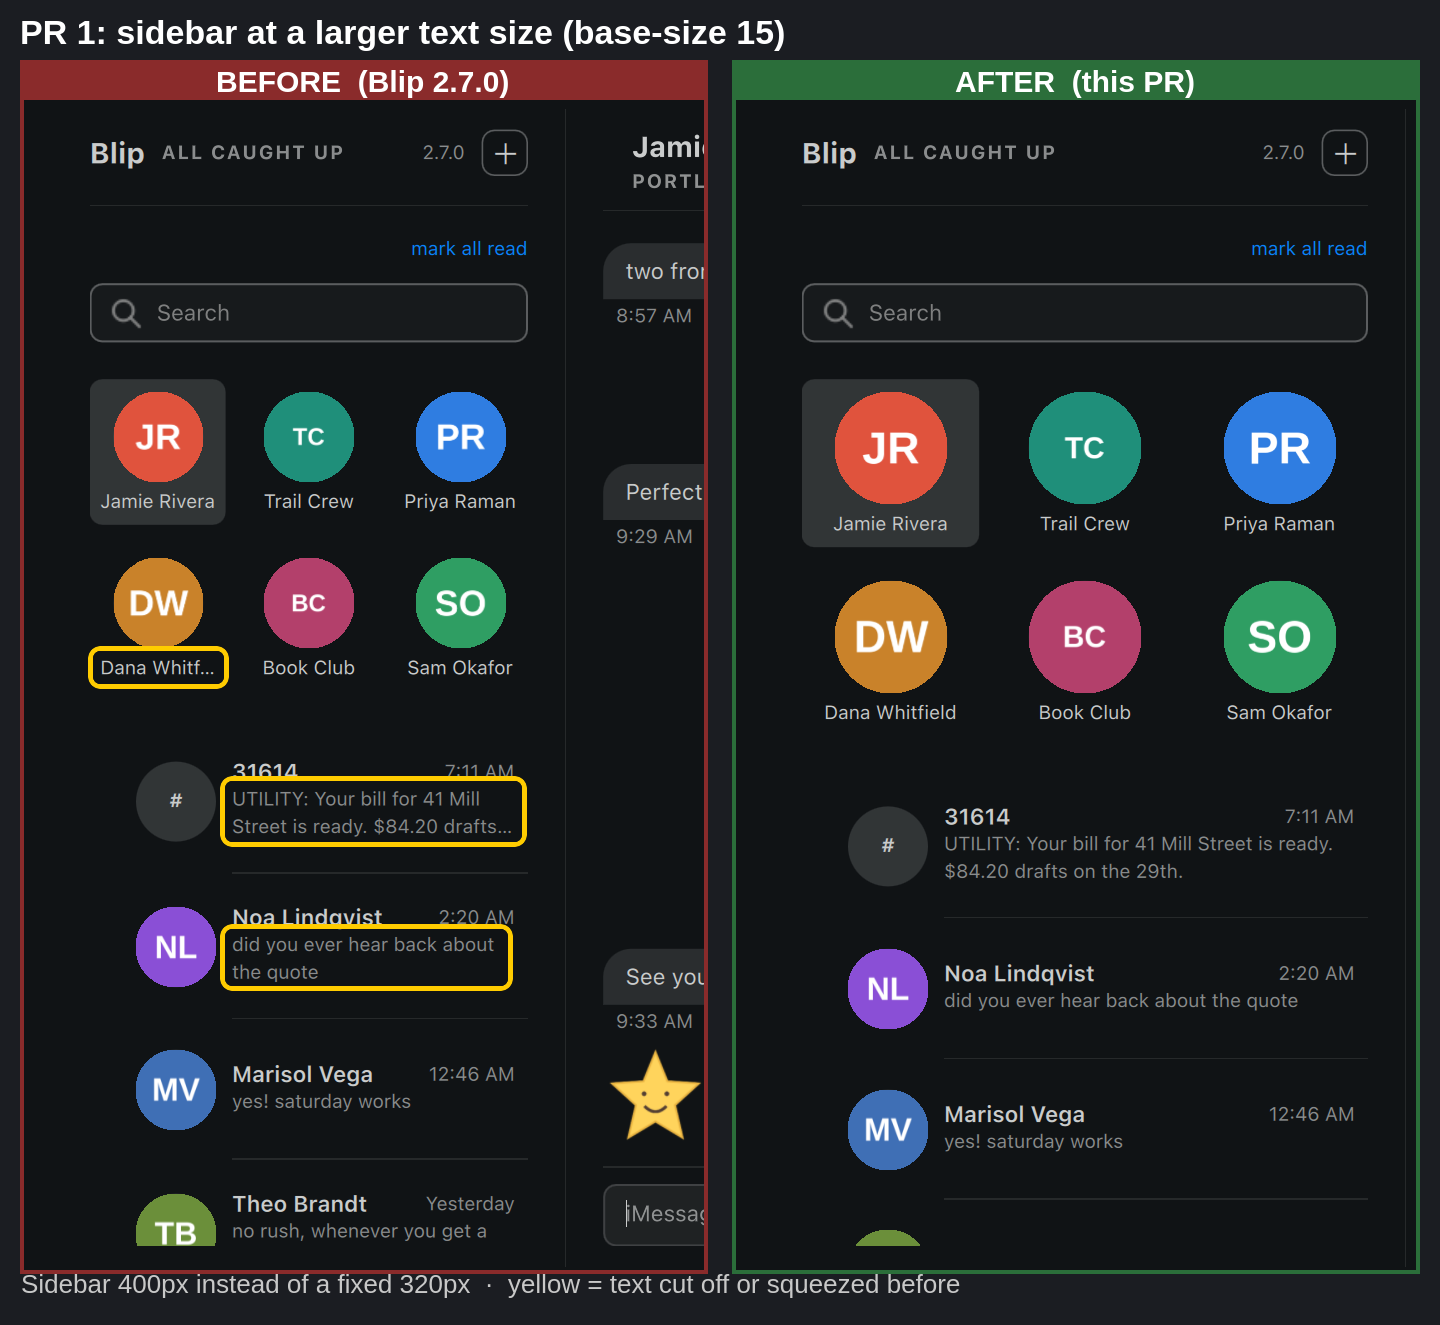 PR 1: sidebar at a larger text size (base-size 15)
BEFORE (Blip 2.7.0)
Blip ALL CAUGHT UP 2.7.0 +
mark all read
Search
JR TC PR
Jamie Rivera Trail Crew Priya Raman
DW BC SO
Dana Whitf... Book Club Sam Okafor
31614 7:11 AM
# UTILITY: Your bill for 41 Mill
Street is ready. $84.20 drafts...
Noa Lindqvist 2:20 AM
NL did you ever hear back about
the quote
Marisol Vega 12:46 AM
MV yes! saturday works
Theo Brandt Yesterday
TB no rush, whenever you get a
Jami
PORTL
two fro
8:57 AM
Perfect
9:29 AM
See you
9:33 AM
iMessag
AFTER (this PR)
Blip ALL CAUGHT UP 2.7.0 +
mark all read
Search
JR TC PR
Jamie Rivera Trail Crew Priya Raman
DW BC SO
Dana Whitfield Book Club Sam Okafor
31614 7:11 AM
# UTILITY: Your bill for 41 Mill Street is ready.
$84.20 drafts on the 29th.
Noa Lindqvist 2:20 AM
NL did you ever hear back about the quote
Marisol Vega 12:46 AM
MV yes! saturday works
Sidebar 400px instead of a fixed 320px · yellow = text cut off or squeezed before